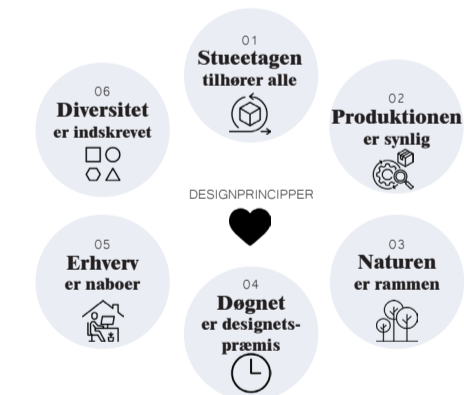 01
Stueetagen
tilhører alle
02
Produktionen
er synlig
03
Naturen
er rammen
04
Døgnet
er designets-
præmis
05
Erhverv
er naboer
06
Diversitet
er indskrevet
DESIGNPRINCIPPER